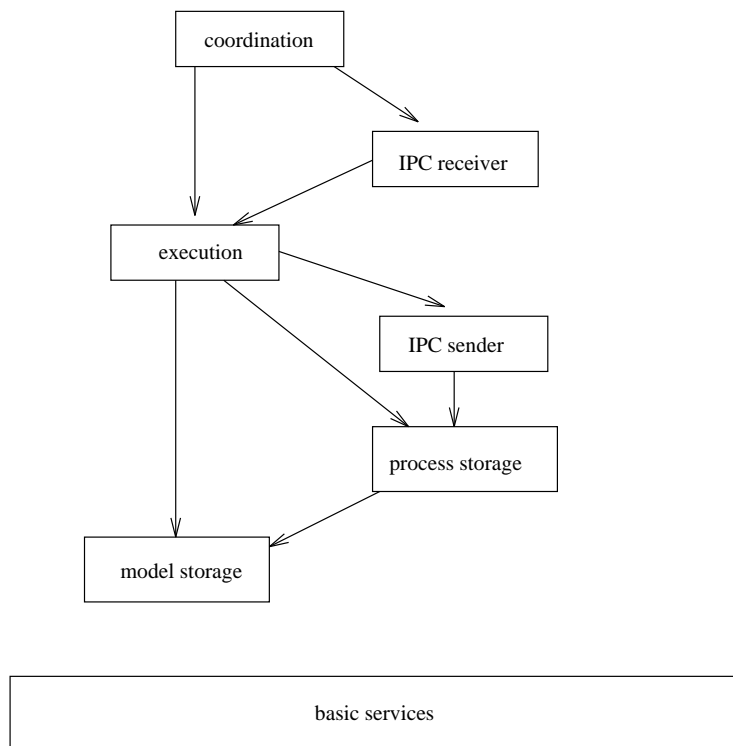 coordination
IPC receiver
execution
IPC sender
process storage
model storage
basic services